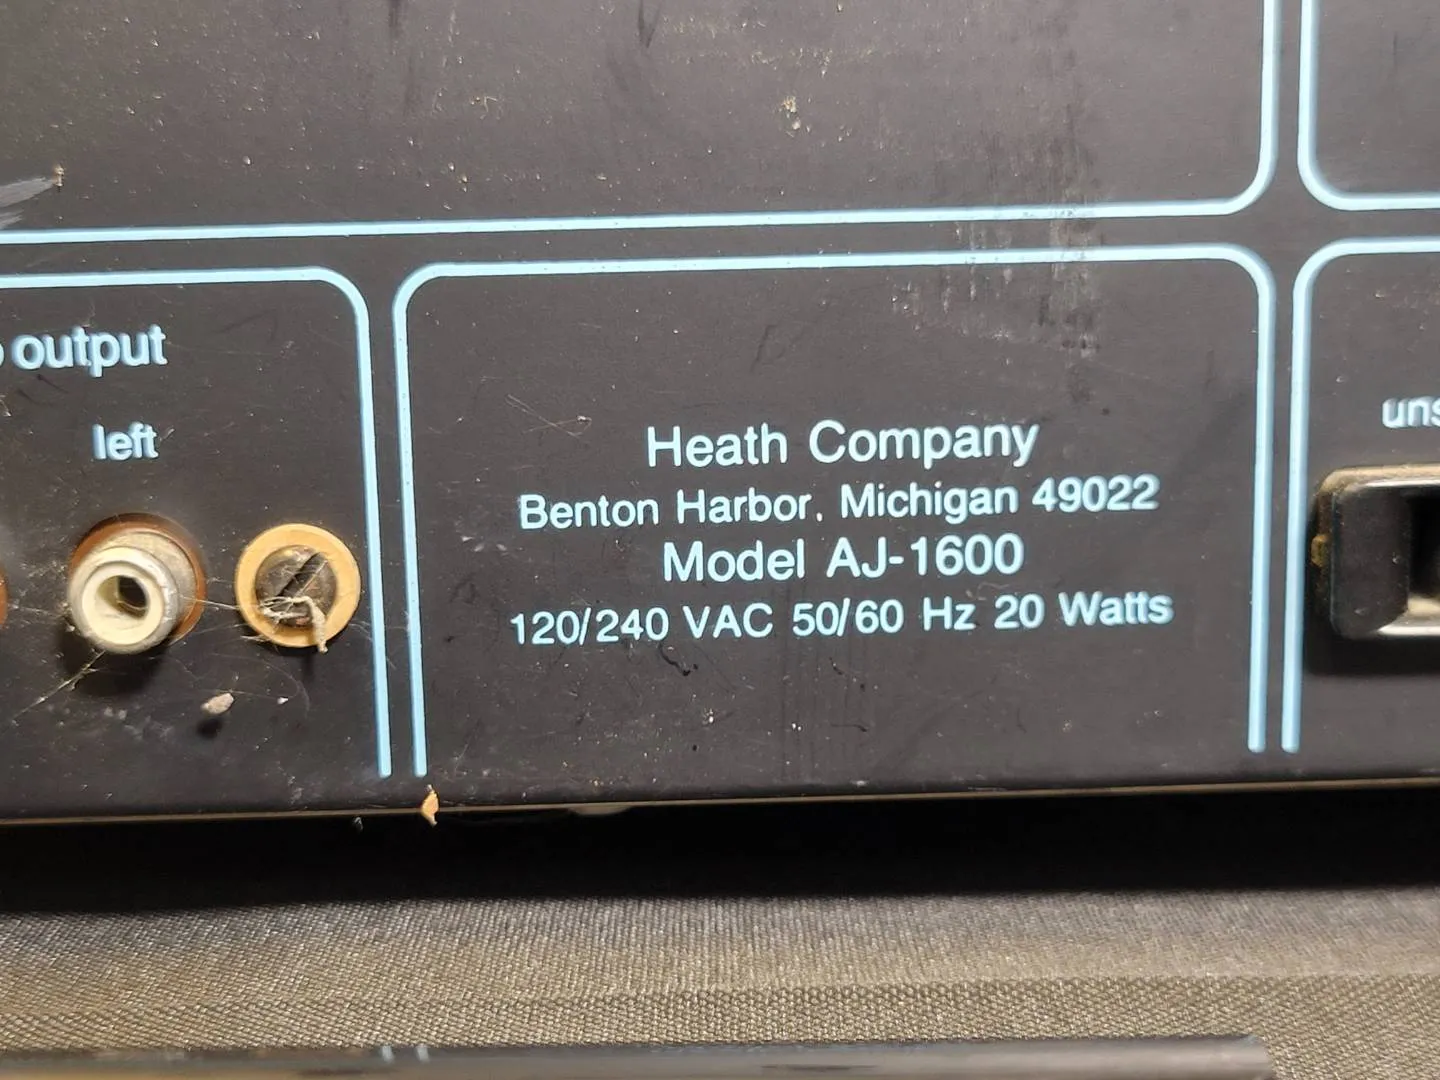 output
left
Heath Company
Benton Harbor, Michigan 49022
Model AJ-1600
120/240 VAC 50/60 Hz 20 Watts